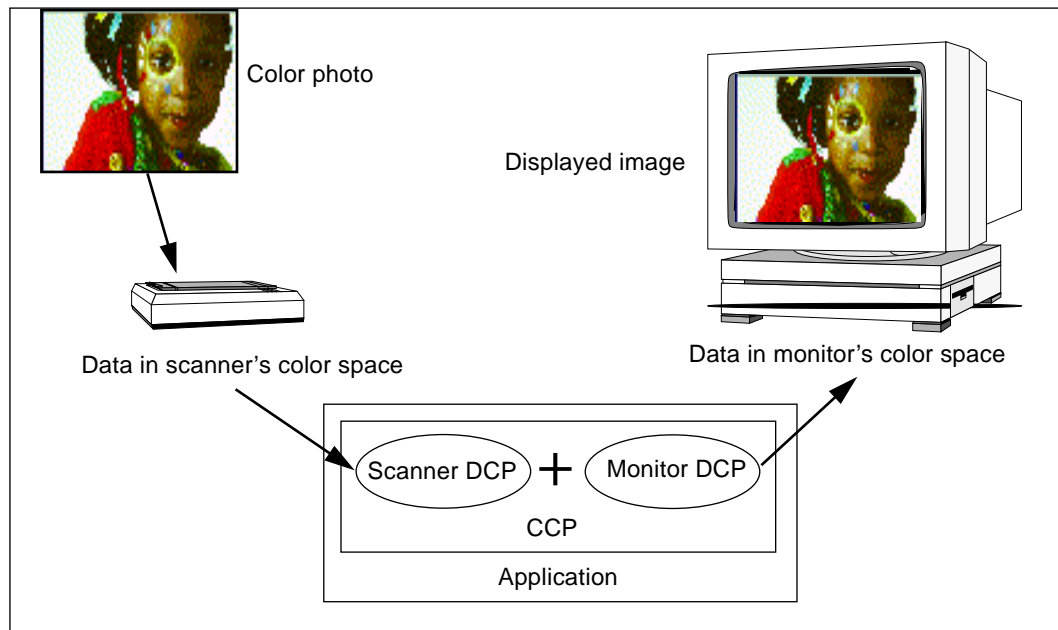 Color photo
Displayed image
Data in scanner's color space
Data in monitor's color space
Scanner DCP + Monitor DCP
CCP
Application